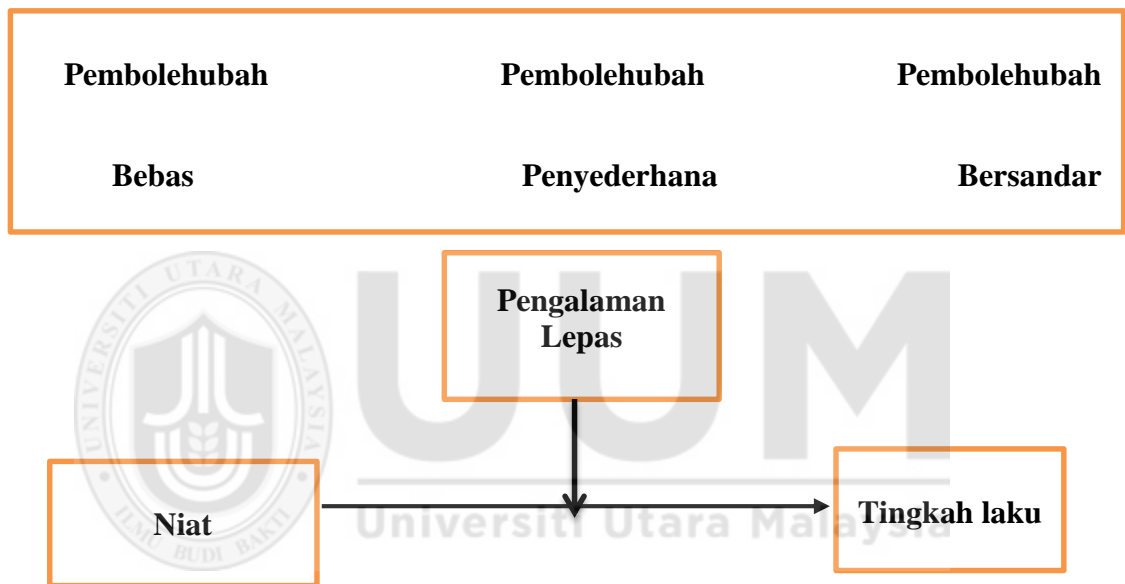 Pembolehubah Pembolehubah Pembolehubah
Bebas Penyederhana Bersandar
UNIVERSITI UTARA MALAYSIA
ILMU BUDI BAKTI
UUM
Universiti Utara Malaysia
Pengalaman
Lepas
Niat
Tingkah laku